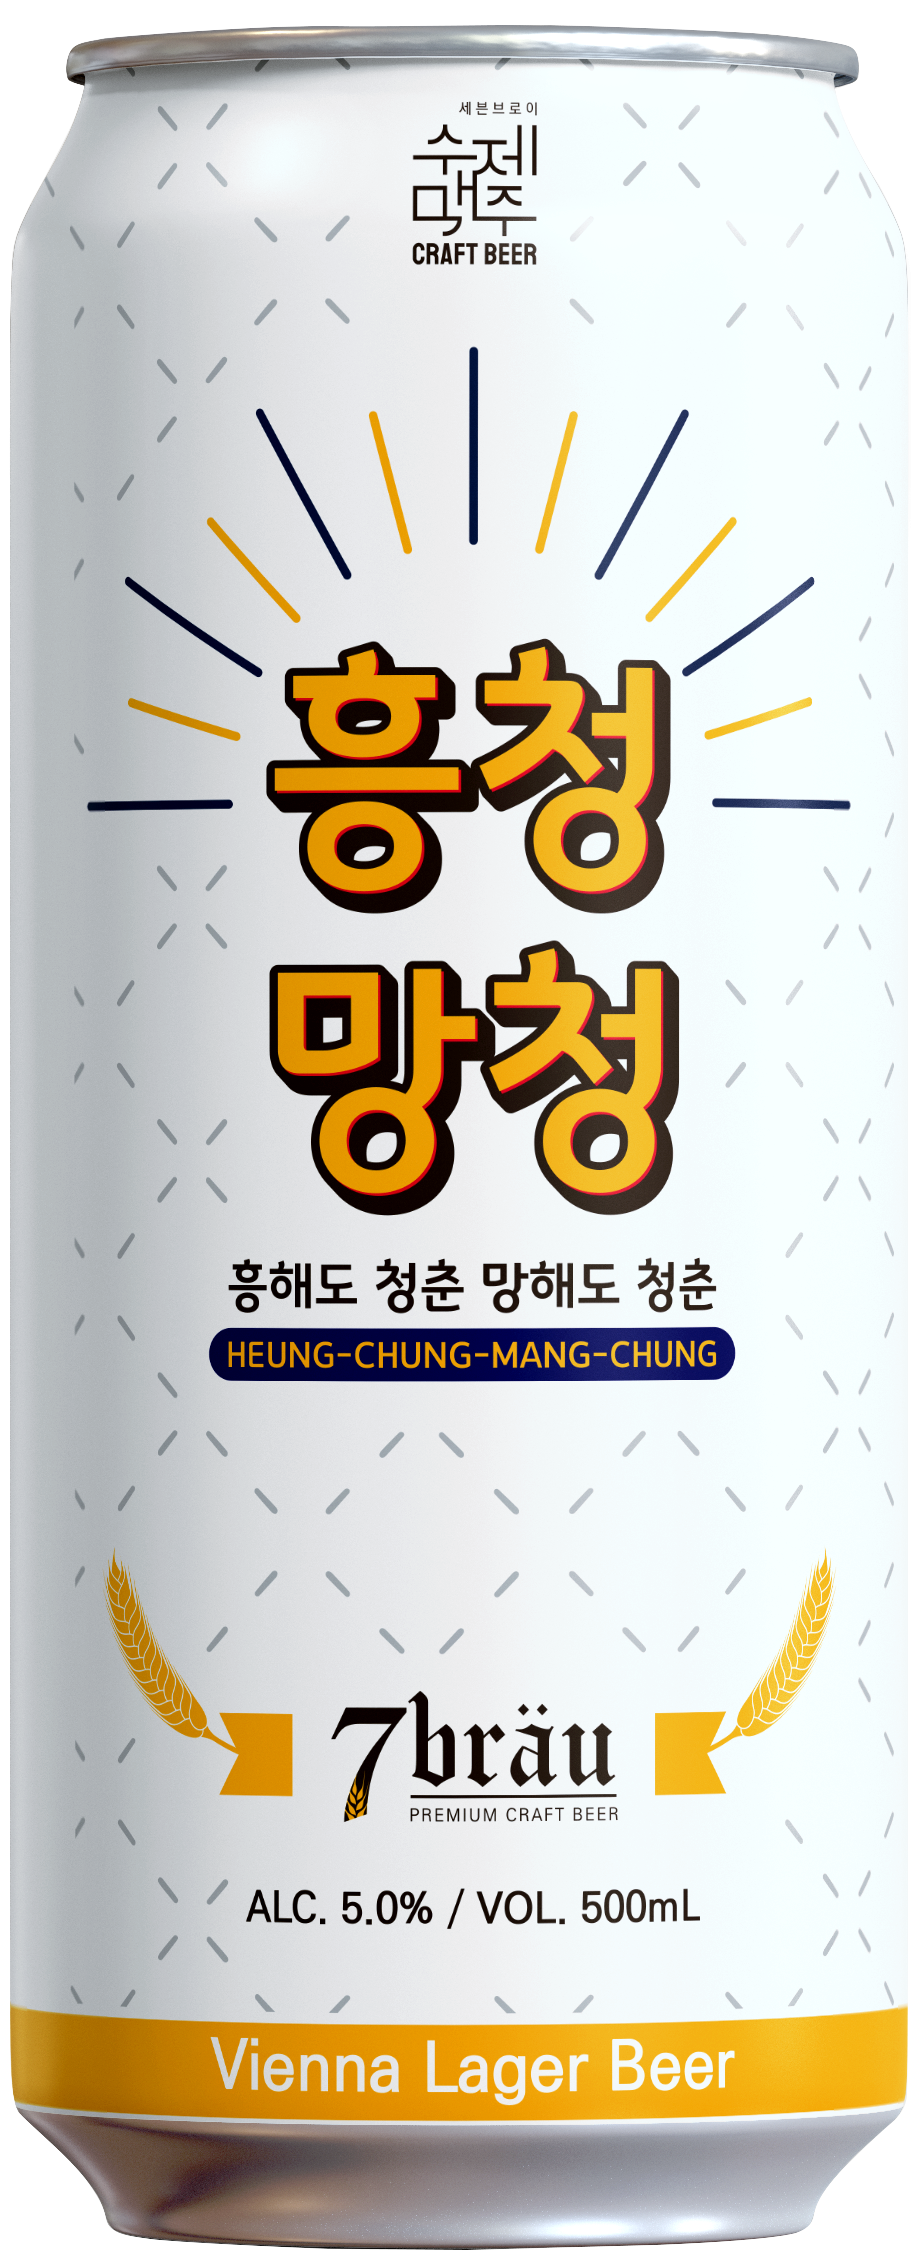 세븐브로이
수제
맥주
CRAFT BEER
흥청
망청
흥해도 청춘 망해도 청춘
HEUNG-CHUNG-MANG-CHUNG
7bräu
PREMIUM CRAFT BEER
ALC. 5.0% / VOL. 500mL
Vienna Lager Beer